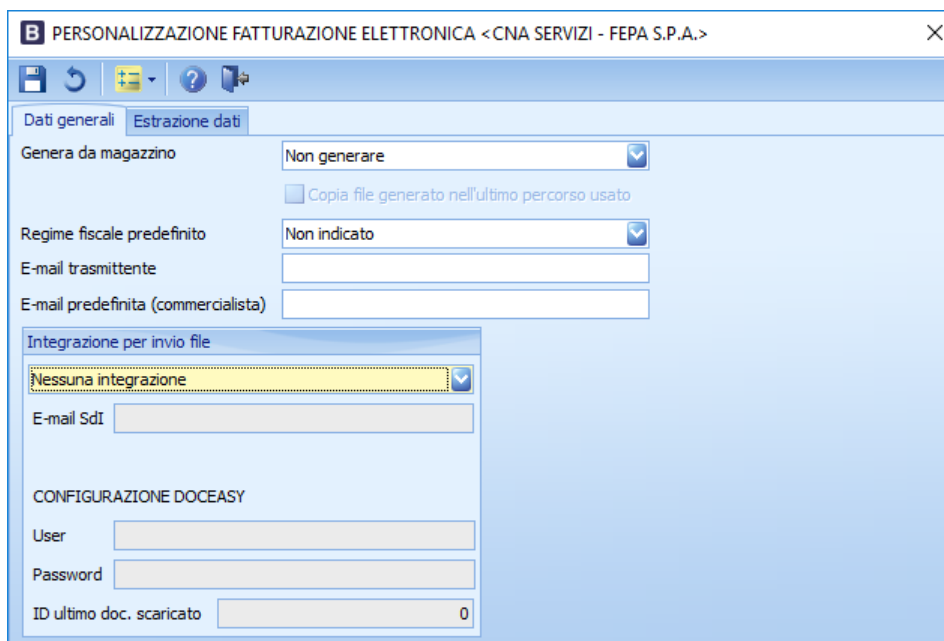 B PERSONALIZZAZIONE FATTURAZIONE ELETTRONICA <CNA SERVIZI - FEPA S.P.A.>
Dati generali Estrazione dati
Genera da magazzino Non generare
Copia file generato nell'ultimo percorso usato
Regime fiscale predefinito Non indicato
E-mail trasmittente
E-mail predefinita (commercialista)
Integrazione per invio file
Nessuna integrazione
E-mail SdI
CONFIGURAZIONE DOCEASY
User
Password
ID ultimo doc. scaricato 0